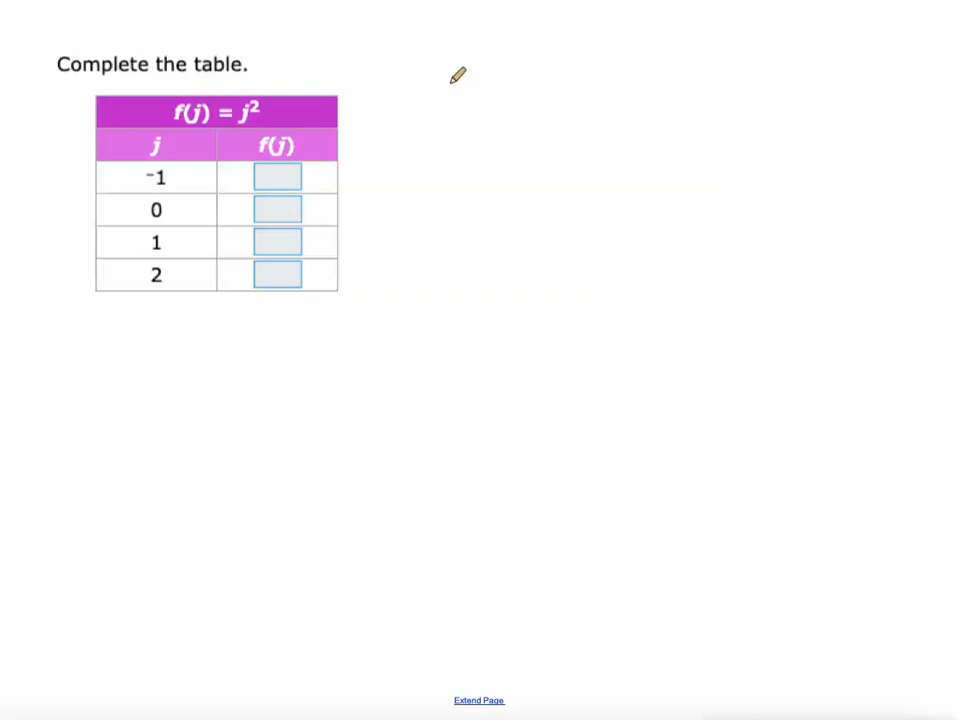 Complete the table.
f(j) = j²
j f(j)
⁻1
0
1
2
Extend Page